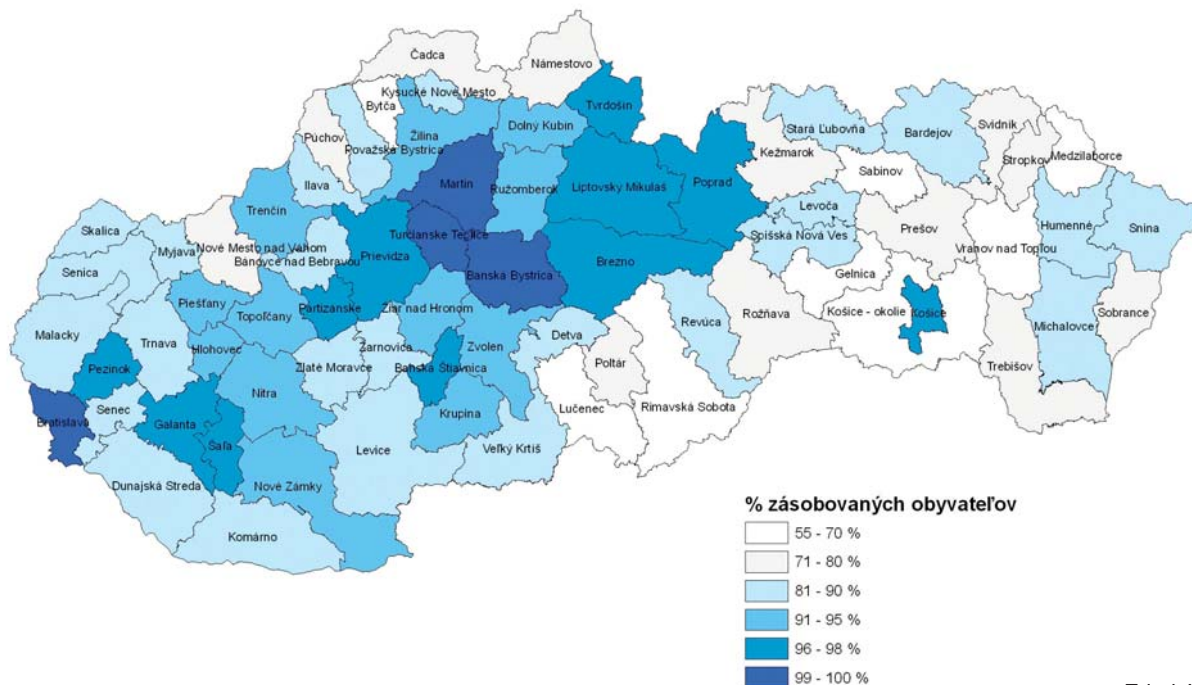 Čadca
Námestovo
Kysucké Nové Mesto
Bytča
Tvrdošín
Púchov
Žilina
Dolný Kubín
Považská Bystrica
Stará Ľubovňa
Bardejov
Svidník
Stropkov
Medzilaborce
Kežmarok
Ilava
Martin
Ružomberok
Liptovsky Mikuláš
Poprad
Sabinov
Levoča
Trenčín
Prešov
Humenné
Snina
Skalica
Myjava
Nové Mesto nad Váhom
Turčianske Teplice
Spišská Nová Ves
Vranov nad Topľou
Bánovce nad Bebravou
Prievidza
Banska Bystrica
Brezno
Gelnica
Senica
Piešťany
Partizánske
Topoľčany
Žiar nad Hronom
Revúca
Rožňava
Košice - okolie
Košice
Sobrance
Michalovce
Malacky
Trnava
Hlohovec
Zvolen
Detva
Žarnovica
Poltár
Pezinok
Zlaté Moravce
Banská Štiavnica
Trebišov
Nitra
Bratislava
Senec
Galanta
Krupina
Lučenec
Rimavská Sobota
Šaľa
Levice
Veľký Krtíš
Dunajská Streda
Nové Zámky
Komárno
% zásobovaných obyvateľov
55 - 70 %
71 - 80 %
81 - 90 %
91 - 95 %
96 - 98 %
99 - 100 %